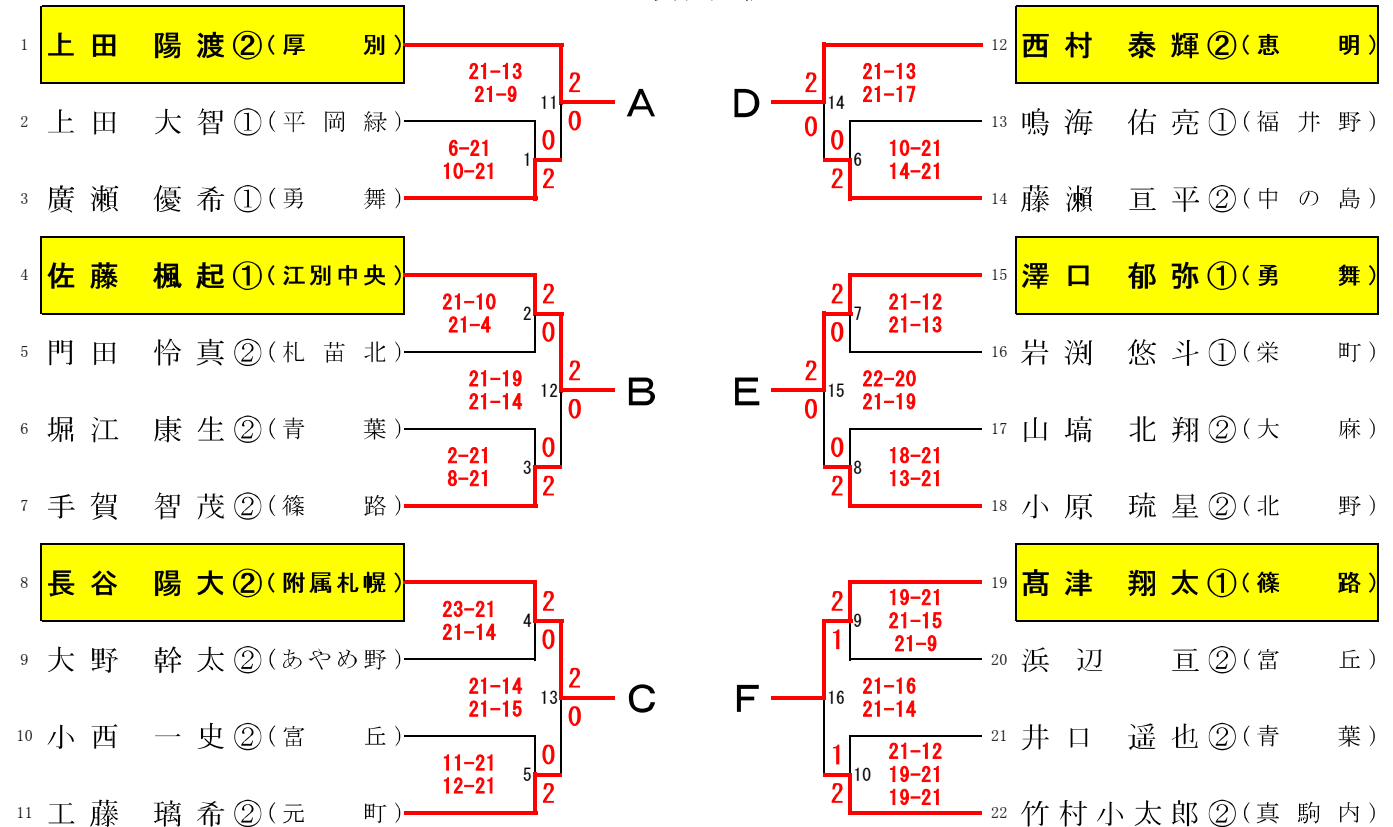 1 上田 陽渡②(厚 別)
21-13
21-9
11
2
0
A
2 上田 大智①(平岡緑)
6-21
10-21
1
0
2
3 廣瀬 優希①(勇 舞)
4 佐藤 楓起①(江別中央)
21-10
21-4
2
2
0
5 門田 怜真②(札苗北)
21-19
21-14
12
2
0
B
6 堀江 康生②(青 葉)
2-21
8-21
3
0
2
7 手賀 智茂②(篠 路)
8 長谷 陽大②(附属札幌)
23-21
21-14
4
2
0
9 大野 幹太②(あやめ野)
21-14
21-15
13
2
0
C
10 小西 一史②(富 丘)
11-21
12-21
5
0
2
11 工藤 璃希②(元 町)
12 西村 泰輝②(恵 明)
D
2
0
14
21-13
21-17
13 鳴海 佑亮①(福井野)
0
2
6
10-21
14-21
14 藤瀬 亘平②(中の島)
15 澤口 郁弥①(勇 舞)
2
0
7
21-12
21-13
16 岩渕 悠斗①(栄 町)
E
2
0
15
22-20
21-19
17 山塙 北翔②(大 麻)
0
2
8
18-21
13-21
18 小原 琉星②(北 野)
19 髙津 翔太①(篠 路)
2
1
9
19-21
21-15
21-9
20 浜辺 亘②(富 丘)
F
16
21-16
21-14
21 井口 遥也②(青 葉)
1
2
10
21-12
19-21
19-21
22 竹村小太郎②(真駒内)